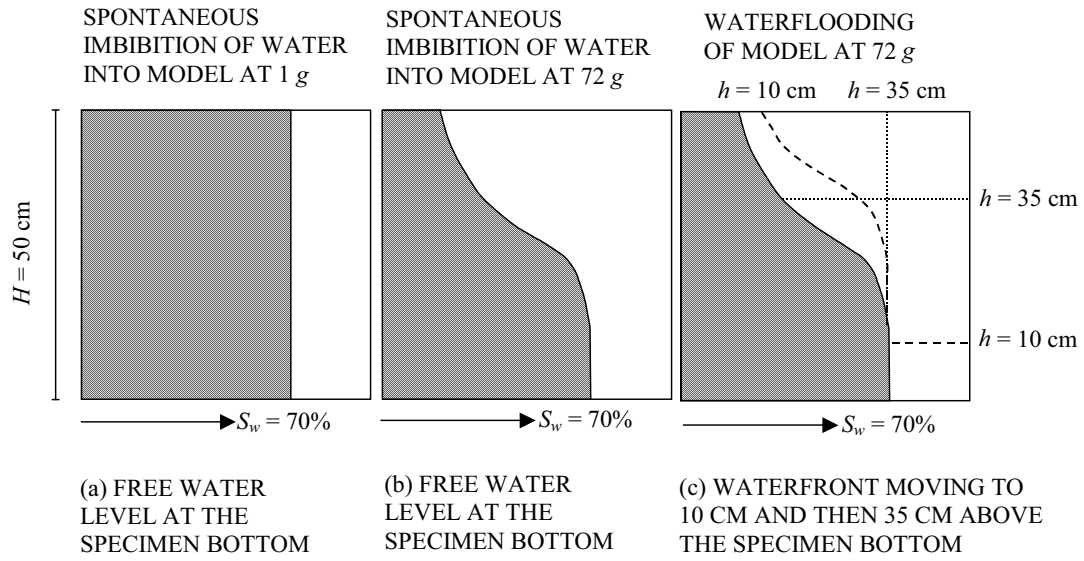 SPONTANEOUS
IMBIBITION OF WATER
INTO MODEL AT 1 g
SPONTANEOUS
IMBIBITION OF WATER
INTO MODEL AT 72 g
WATERFLOODING
OF MODEL AT 72 g
h = 10 cm
h = 35 cm
H = 50 cm
h = 35 cm
h = 10 cm
Sw = 70%
Sw = 70%
Sw = 70%
(a) FREE WATER
LEVEL AT THE
SPECIMEN BOTTOM
(b) FREE WATER
LEVEL AT THE
SPECIMEN BOTTOM
(c) WATERFRONT MOVING TO
10 CM AND THEN 35 CM ABOVE
THE SPECIMEN BOTTOM